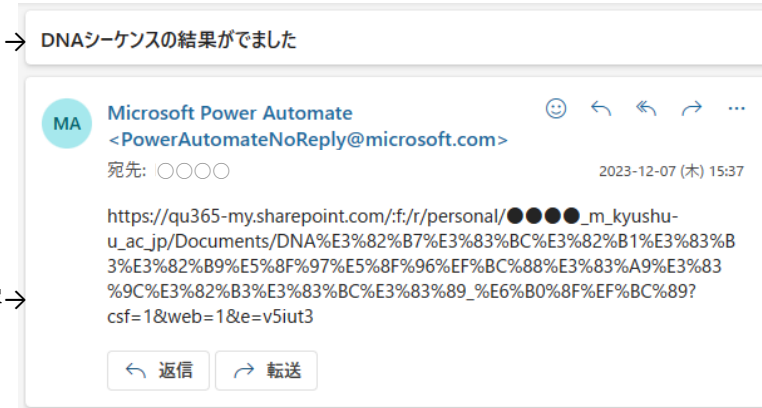 → DNAシーケンスの結果がでました
MA
Microsoft Power Automate
<PowerAutomateNoReply@microsoft.com>
宛先: ○○○○
2023-12-07 (木) 15:37
https://qu365-my.sharepoint.com/:f:/r/personal/●●●●_m_kyushu-
u_ac_jp/Documents/DNA%E3%82%B7%E3%83%BC%E3%82%B1%E3%83%B
3%E3%82%B9%E5%8F%97%E5%8F%96%EF%BC%88%E3%83%A9%E3%83
→ %9C%E3%82%B3%E3%83%BC%E3%83%89_%E6%B0%8F%EF%BC%89?
csf=1&web=1&e=v5iut3
返信
転送